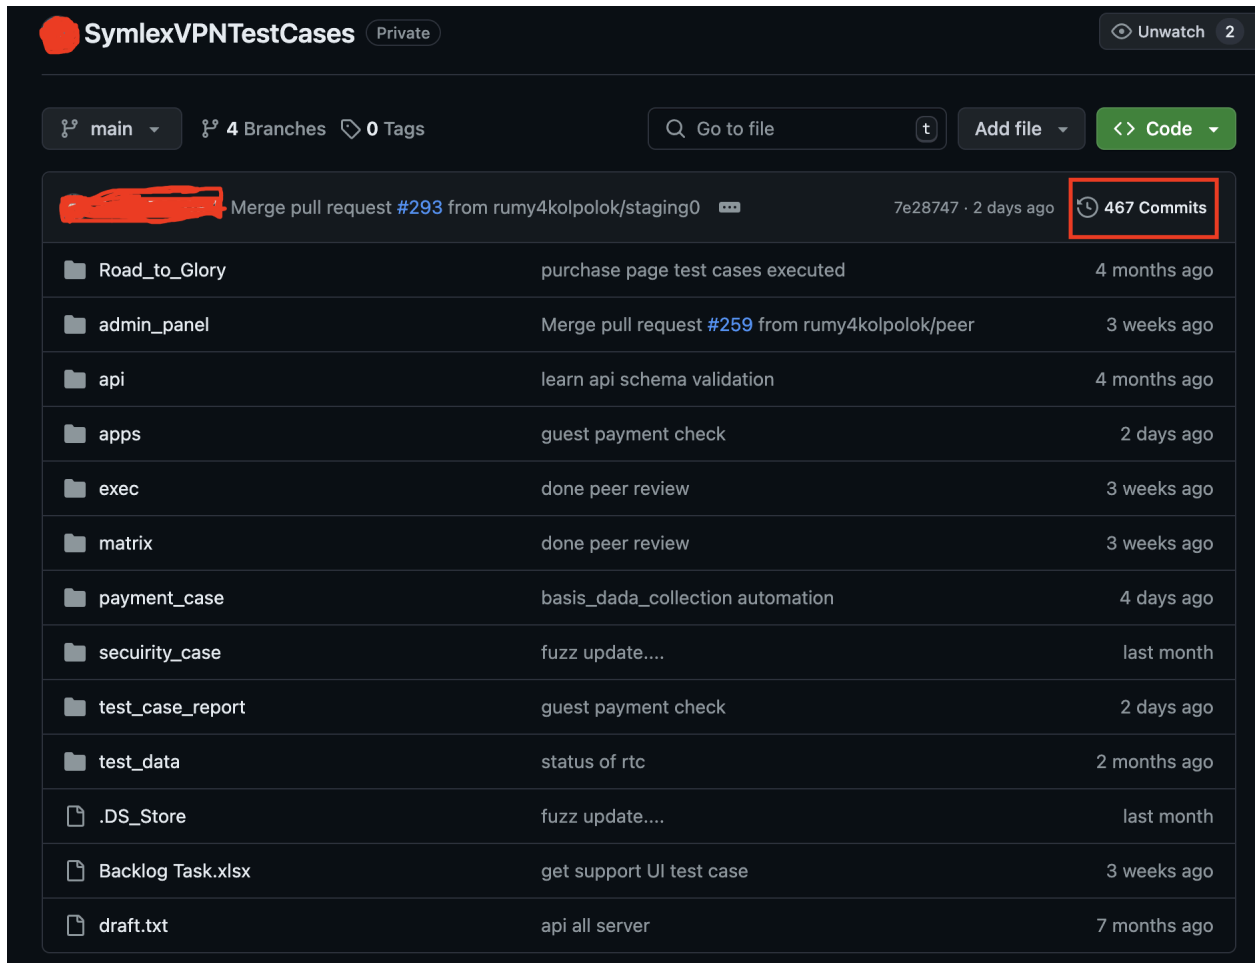 SymlexVPNTestCases Private Unwatch 2
main 4 Branches 0 Tags Go to file t Add file Code
Merge pull request #293 from rumy4kolpolok/staging0 7e28747 · 2 days ago 467 Commits
Road_to_Glory purchase page test cases executed 4 months ago
admin_panel Merge pull request #259 from rumy4kolpolok/peer 3 weeks ago
api learn api schema validation 4 months ago
apps guest payment check 2 days ago
exec done peer review 3 weeks ago
matrix done peer review 3 weeks ago
payment_case basis_dada_collection automation 4 days ago
secuirity_case fuzz update.... last month
test_case_report guest payment check 2 days ago
test_data status of rtc 2 months ago
.DS_Store fuzz update.... last month
Backlog Task.xlsx get support UI test case 3 weeks ago
draft.txt api all server 7 months ago